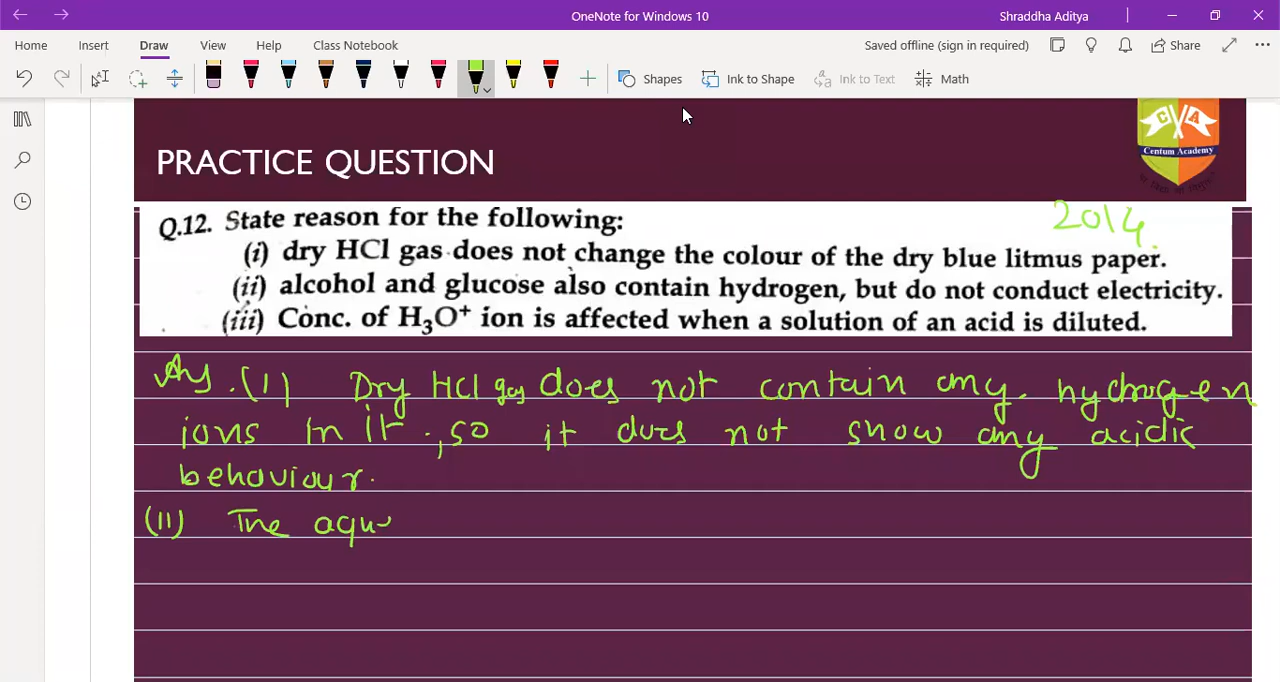 OneNote for Windows 10
Shraddha Aditya
Home Insert Draw View Help Class Notebook
Saved offline (sign in required) Share
Shapes Ink to Shape Ink to Text Math
C A
Centum Academy
PRACTICE QUESTION
2014
Q.12. State reason for the following:
(i) dry HCl gas does not change the colour of the dry blue litmus paper.
(ii) alcohol and glucose also contain hydrogen, but do not conduct electricity.
(iii) Conc. of H₃O⁺ ion is affected when a solution of an acid is diluted.
Ans. (I) Dry HCl gas does not contain any hydrogen
ions in it, so it does not show any acidic
behaviour.
(II) The aqu